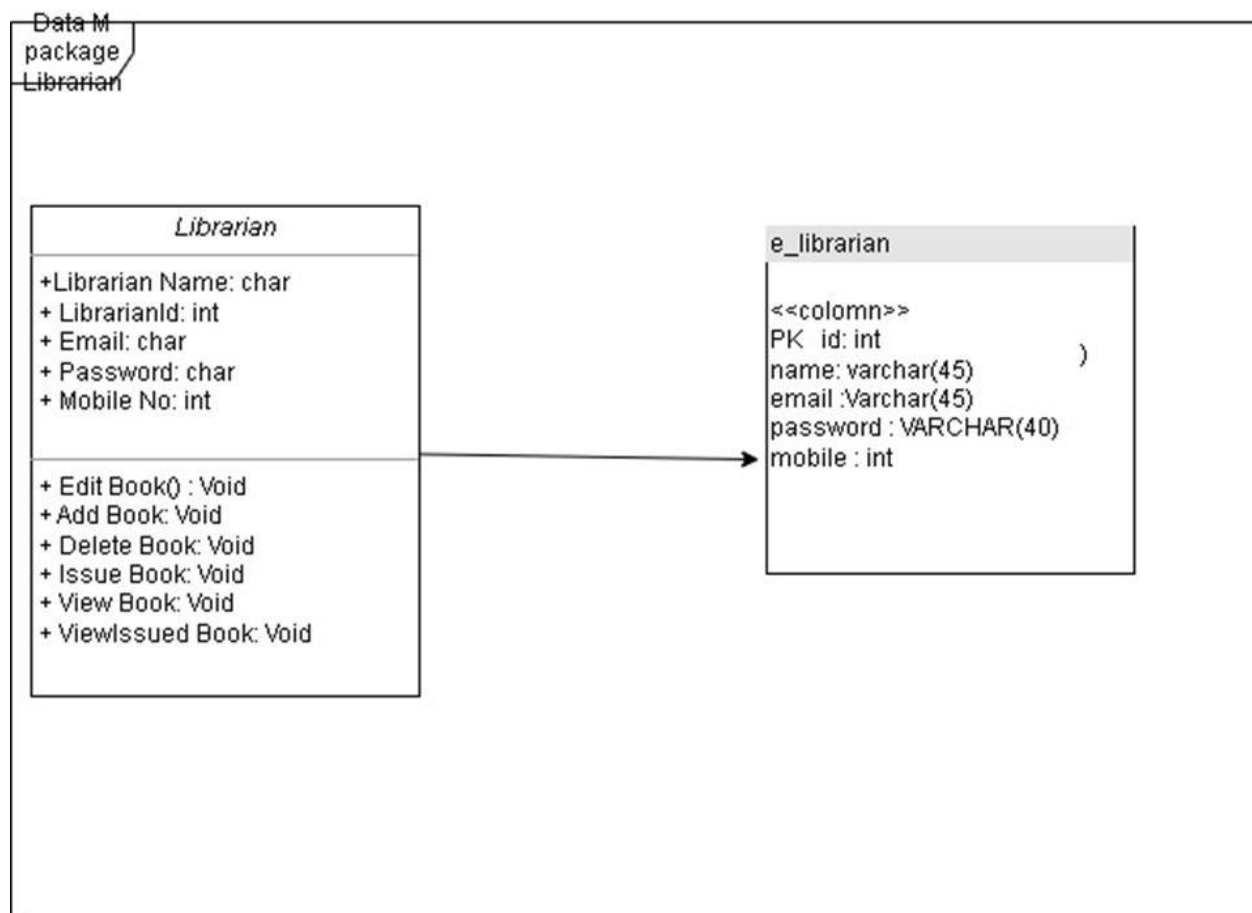 Data M
package
Librarian
Librarian
+Librarian Name: char
+ LibrarianId: int
+ Email: char
+ Password: char
+ Mobile No: int
+ Edit Book() : Void
+ Add Book: Void
+ Delete Book: Void
+ Issue Book: Void
+ View Book: Void
+ ViewIssued Book: Void
e_librarian
<<colomn>>
PK id: int
)
name: varchar(45)
email :Varchar(45)
password : VARCHAR(40)
mobile : int